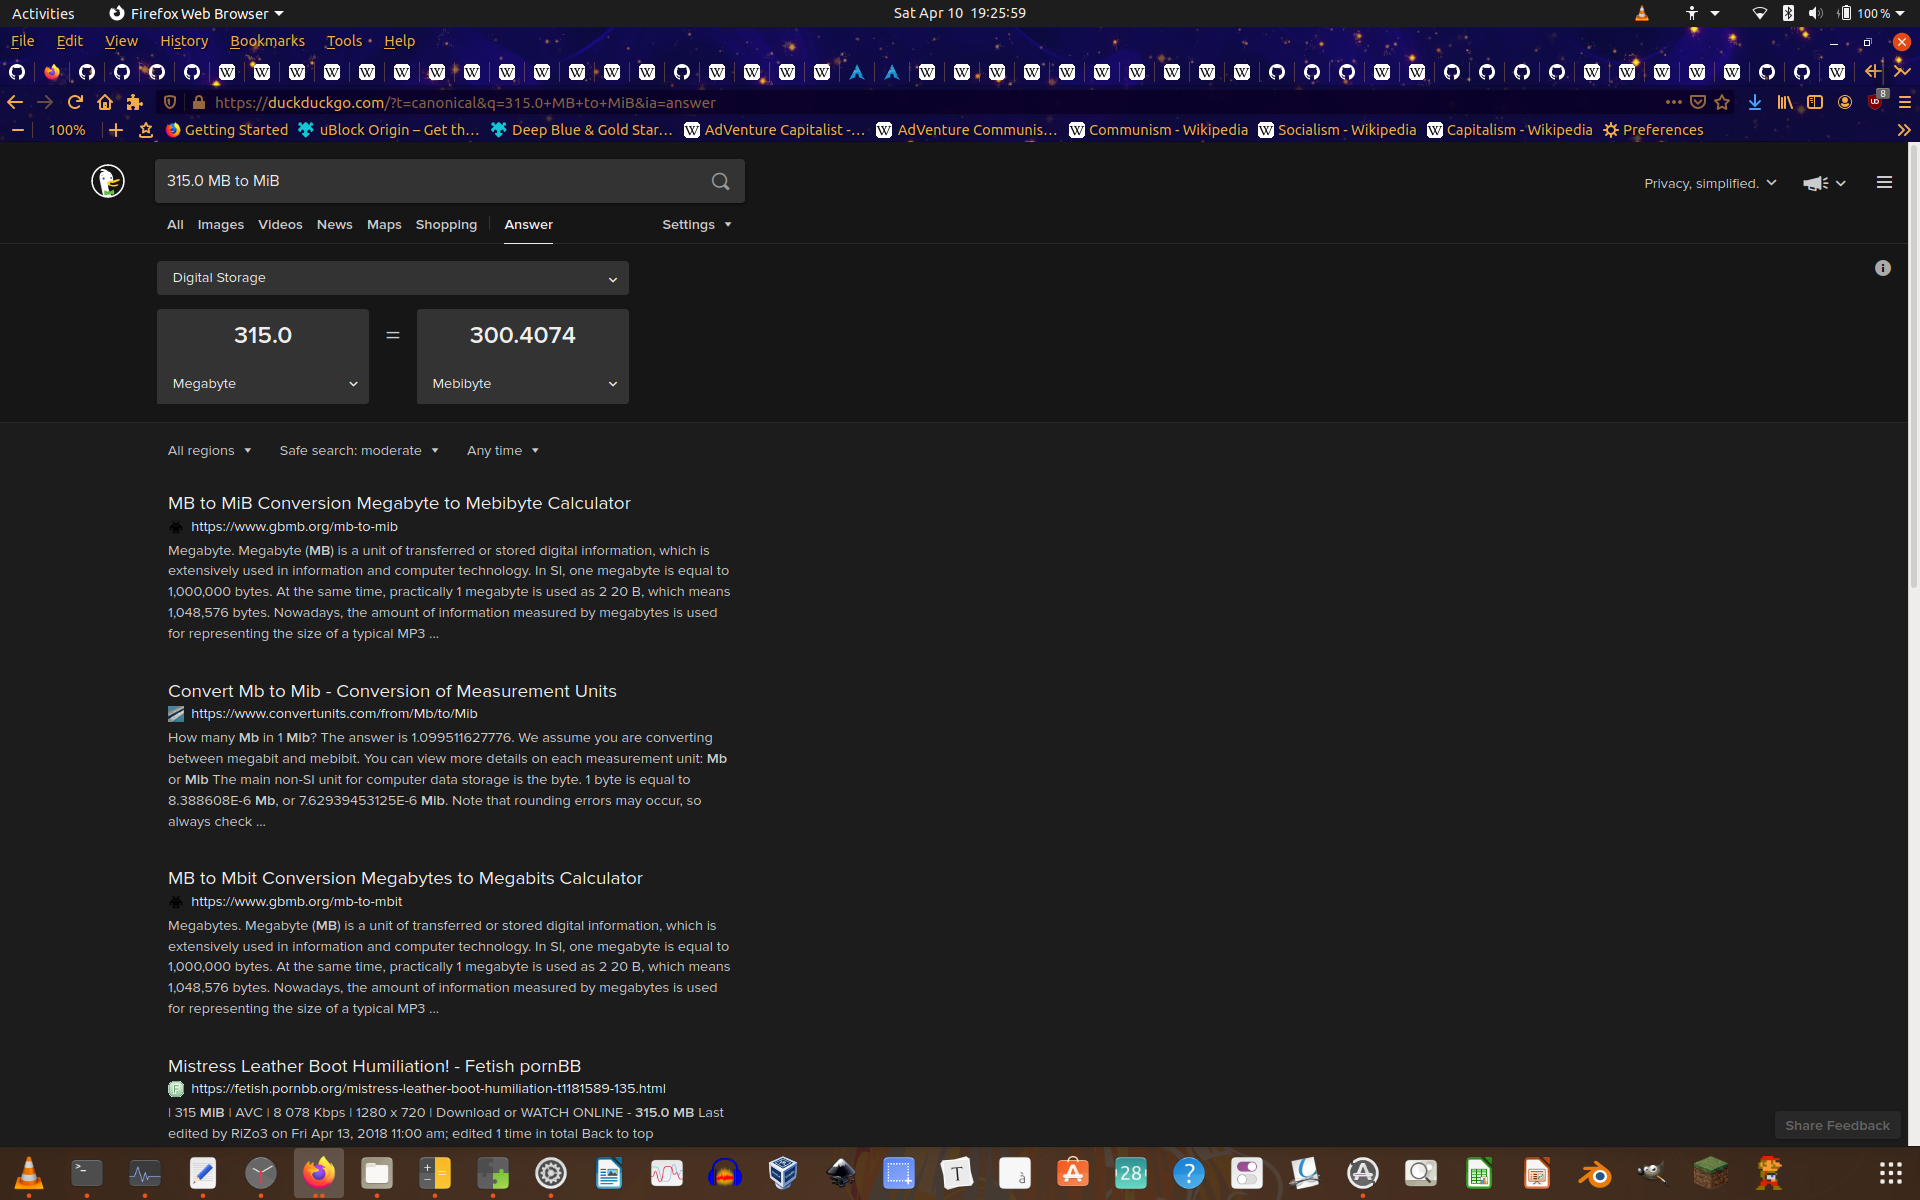 Activities Firefox Web Browser Sat Apr 10 19:25:59 100 %
File Edit View History Bookmarks Tools Help
https://duckduckgo.com/?t=canonical&q=315.0+MB+to+MiB&ia=answer 8
100% Getting Started uBlock Origin – Get th… Deep Blue & Gold Star… AdVenture Capitalist -… AdVenture Communis… Communism - Wikipedia Socialism - Wikipedia Capitalism - Wikipedia Preferences
315.0 MB to MiB
Privacy, simplified.
All Images Videos News Maps Shopping Answer Settings
Digital Storage
315.0 = 300.4074
Megabyte Mebibyte
All regions Safe search: moderate Any time
MB to MiB Conversion Megabyte to Mebibyte Calculator
https://www.gbmb.org/mb-to-mib
Megabyte. Megabyte (MB) is a unit of transferred or stored digital information, which is
extensively used in information and computer technology. In SI, one megabyte is equal to
1,000,000 bytes. At the same time, practically 1 megabyte is used as 2 20 B, which means
1,048,576 bytes. Nowadays, the amount of information measured by megabytes is used
for representing the size of a typical MP3 ...
Convert Mb to Mib - Conversion of Measurement Units
https://www.convertunits.com/from/Mb/to/Mib
How many Mb in 1 Mib? The answer is 1.099511627776. We assume you are converting
between megabit and mebibit. You can view more details on each measurement unit: Mb
or Mib The main non-SI unit for computer data storage is the byte. 1 byte is equal to
8.388608E-6 Mb, or 7.62939453125E-6 Mib. Note that rounding errors may occur, so
always check ...
MB to Mbit Conversion Megabytes to Megabits Calculator
https://www.gbmb.org/mb-to-mbit
Megabytes. Megabyte (MB) is a unit of transferred or stored digital information, which is
extensively used in information and computer technology. In SI, one megabyte is equal to
1,000,000 bytes. At the same time, practically 1 megabyte is used as 2 20 B, which means
1,048,576 bytes. Nowadays, the amount of information measured by megabytes is used
for representing the size of a typical MP3 ...
Mistress Leather Boot Humiliation! - Fetish pornBB
https://fetish.pornbb.org/mistress-leather-boot-humiliation-t1181589-135.html
| 315 MiB | AVC | 8 078 Kbps | 1280 x 720 | Download or WATCH ONLINE - 315.0 MB Last
edited by RiZo3 on Fri Apr 13, 2018 11:00 am; edited 1 time in total Back to top
Share Feedback